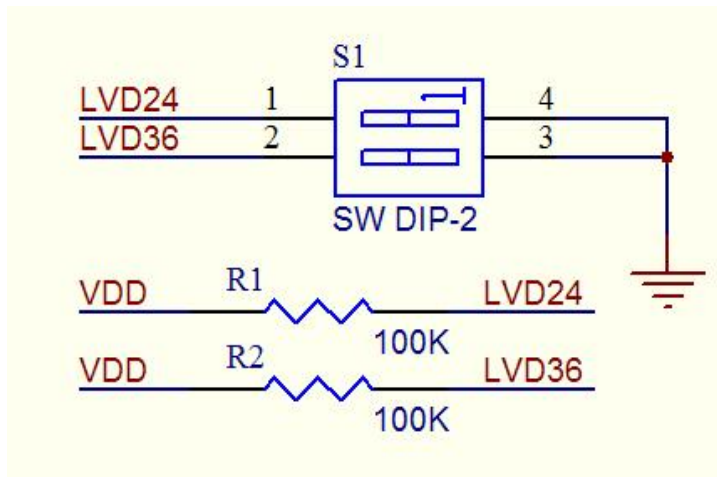 S1
LVD24 1 4
LVD36 2 3
SW DIP-2
VDD R1 LVD24
100K
VDD R2 LVD36
100K